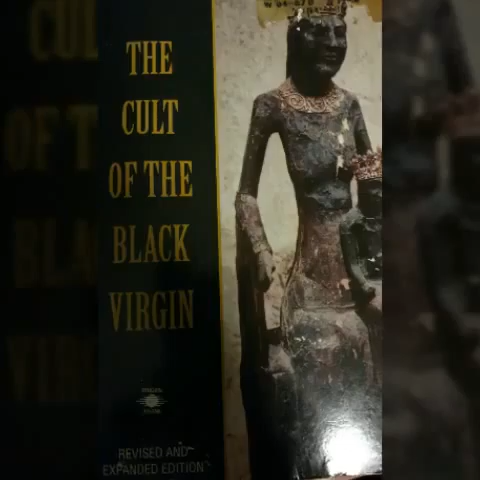 THE
CULT
OF THE
BLACK
VIRGIN
REVISED AND
EXPANDED EDITION